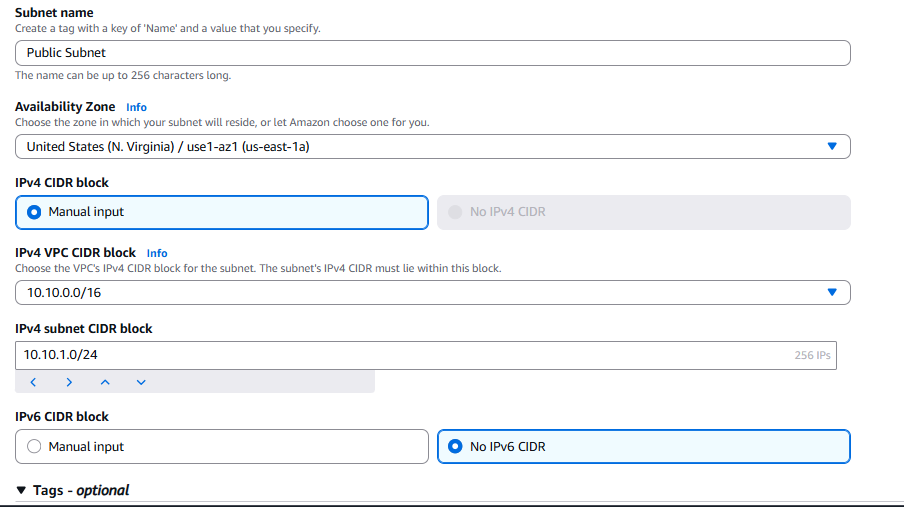 Subnet name
Create a tag with a key of 'Name' and a value that you specify.
Public Subnet
The name can be up to 256 characters long.
Availability Zone Info
Choose the zone in which your subnet will reside, or let Amazon choose one for you.
United States (N. Virginia) / use1-az1 (us-east-1a)
IPv4 CIDR block
Manual input
No IPv4 CIDR
IPv4 VPC CIDR block Info
Choose the VPC's IPv4 CIDR block for the subnet. The subnet's IPv4 CIDR must lie within this block.
10.10.0.0/16
IPv4 subnet CIDR block
10.10.1.0/24 256 IPs
IPv6 CIDR block
Manual input
No IPv6 CIDR
Tags - optional